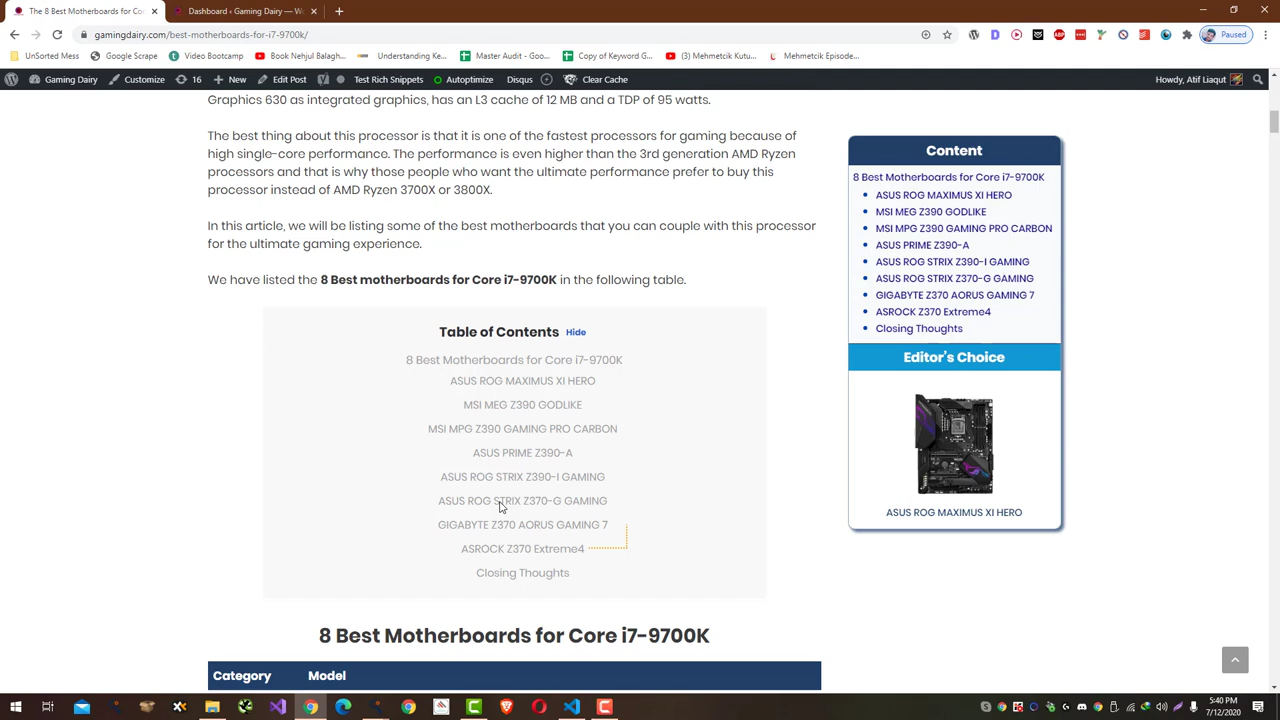 The 8 Best Motherboards for Cor
Dashboard ‹ Gaming Dairy — Wo
gamingdairy.com/best-motherboards-for-i7-9700k/
Paused
UnSorted Mess
Google Scrape
Video Bootcamp
Book Nehjul Balagh...
Understanding Ke...
Master Audit - Goo...
Copy of Keyword G...
(3) Mehmetcik Kutu...
Mehmetcik Episode...
Gaming Dairy
Customize
16
New
Edit Post
Test Rich Snippets
Autoptimize
Disqus
Clear Cache
Howdy, Atif Liaqut
Graphics 630 as integrated graphics, has an L3 cache of 12 MB and a TDP of 95 watts.
The best thing about this processor is that it is one of the fastest processors for gaming because of
high single-core performance. The performance is even higher than the 3rd generation AMD Ryzen
processors and that is why those people who want the ultimate performance prefer to buy this
processor instead of AMD Ryzen 3700X or 3800X.
In this article, we will be listing some of the best motherboards that you can couple with this processor
for the ultimate gaming experience.
We have listed the 8 Best motherboards for Core i7-9700K in the following table.
Table of Contents Hide
8 Best Motherboards for Core i7-9700K
ASUS ROG MAXIMUS XI HERO
MSI MEG Z390 GODLIKE
MSI MPG Z390 GAMING PRO CARBON
ASUS PRIME Z390-A
ASUS ROG STRIX Z390-I GAMING
ASUS ROG STRIX Z370-G GAMING
GIGABYTE Z370 AORUS GAMING 7
ASROCK Z370 Extreme4
Closing Thoughts
8 Best Motherboards for Core i7-9700K
Category Model
Content
8 Best Motherboards for Core i7-9700K
ASUS ROG MAXIMUS XI HERO
MSI MEG Z390 GODLIKE
MSI MPG Z390 GAMING PRO CARBON
ASUS PRIME Z390-A
ASUS ROG STRIX Z390-I GAMING
ASUS ROG STRIX Z370-G GAMING
GIGABYTE Z370 AORUS GAMING 7
ASROCK Z370 Extreme4
Closing Thoughts
Editor's Choice
ASUS ROG MAXIMUS XI HERO
5:40 PM
7/12/2020